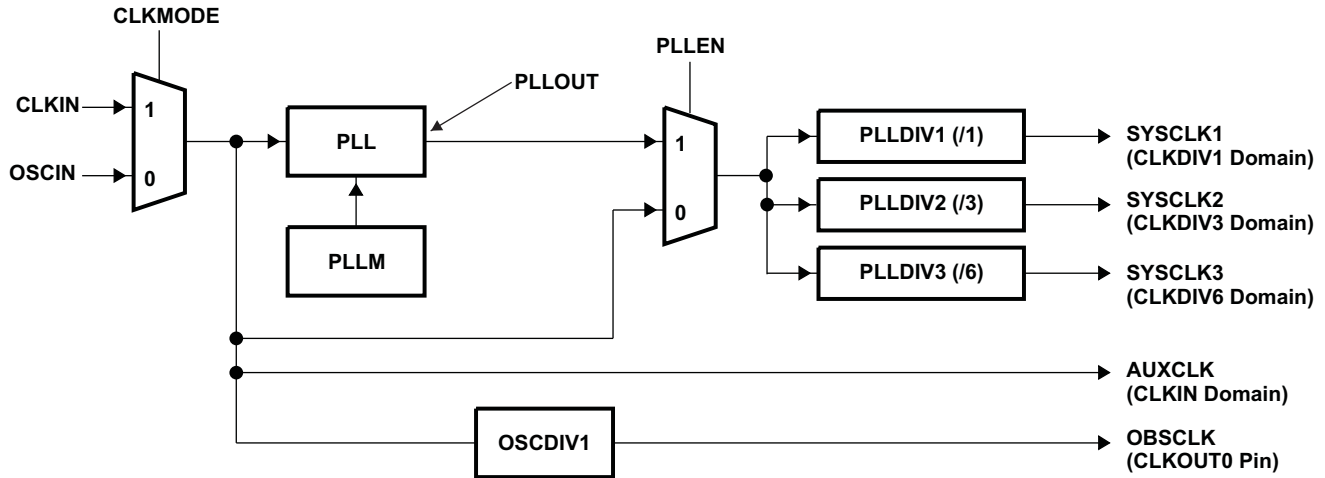 CLKMODE
CLKIN
1
OSCIN
0
PLL
PLLM
PLLOUT
PLLEN
1
0
PLLDIV1 (/1)
PLLDIV2 (/3)
PLLDIV3 (/6)
SYSCLK1
(CLKDIV1 Domain)
SYSCLK2
(CLKDIV3 Domain)
SYSCLK3
(CLKDIV6 Domain)
AUXCLK
(CLKIN Domain)
OSCDIV1
OBSCLK
(CLKOUT0 Pin)